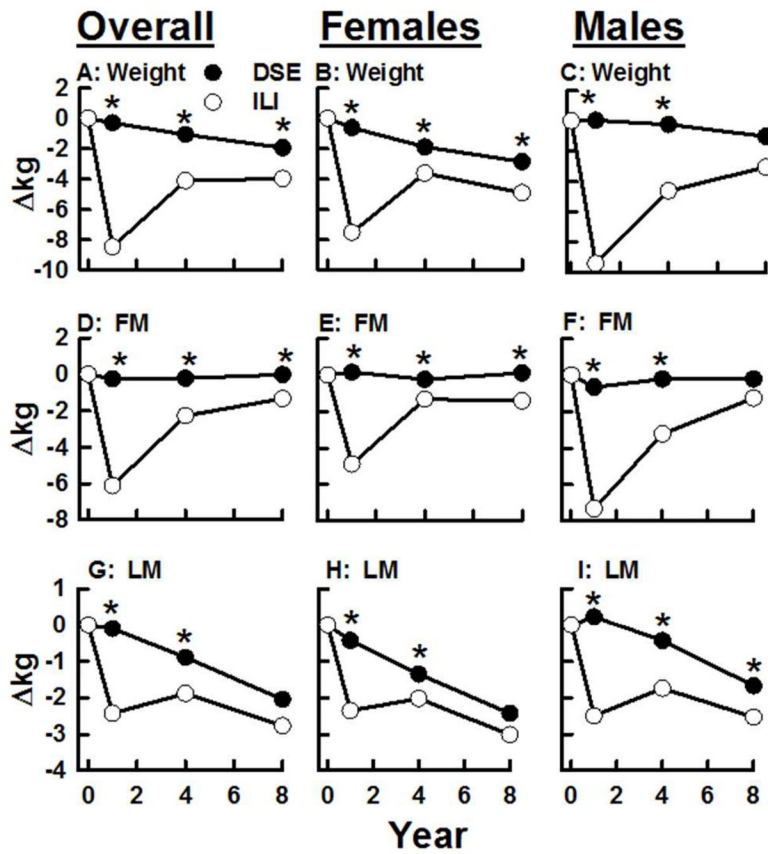 Overall Females Males
A: Weight ● DSE B: Weight C: Weight
○ ILI
2
* * * * * * * *
0
-2
-4
-6
-8
-10
Δkg
D: FM E: FM F: FM
2
* * * * * * * *
0
-2
-4
-6
-8
Δkg
G: LM H: LM I: LM
1
* * * * * * *
0
-1
-2
-3
-4
Δkg
0 2 4 6 8 0 2 4 6 8 0 2 4 6 8
Year